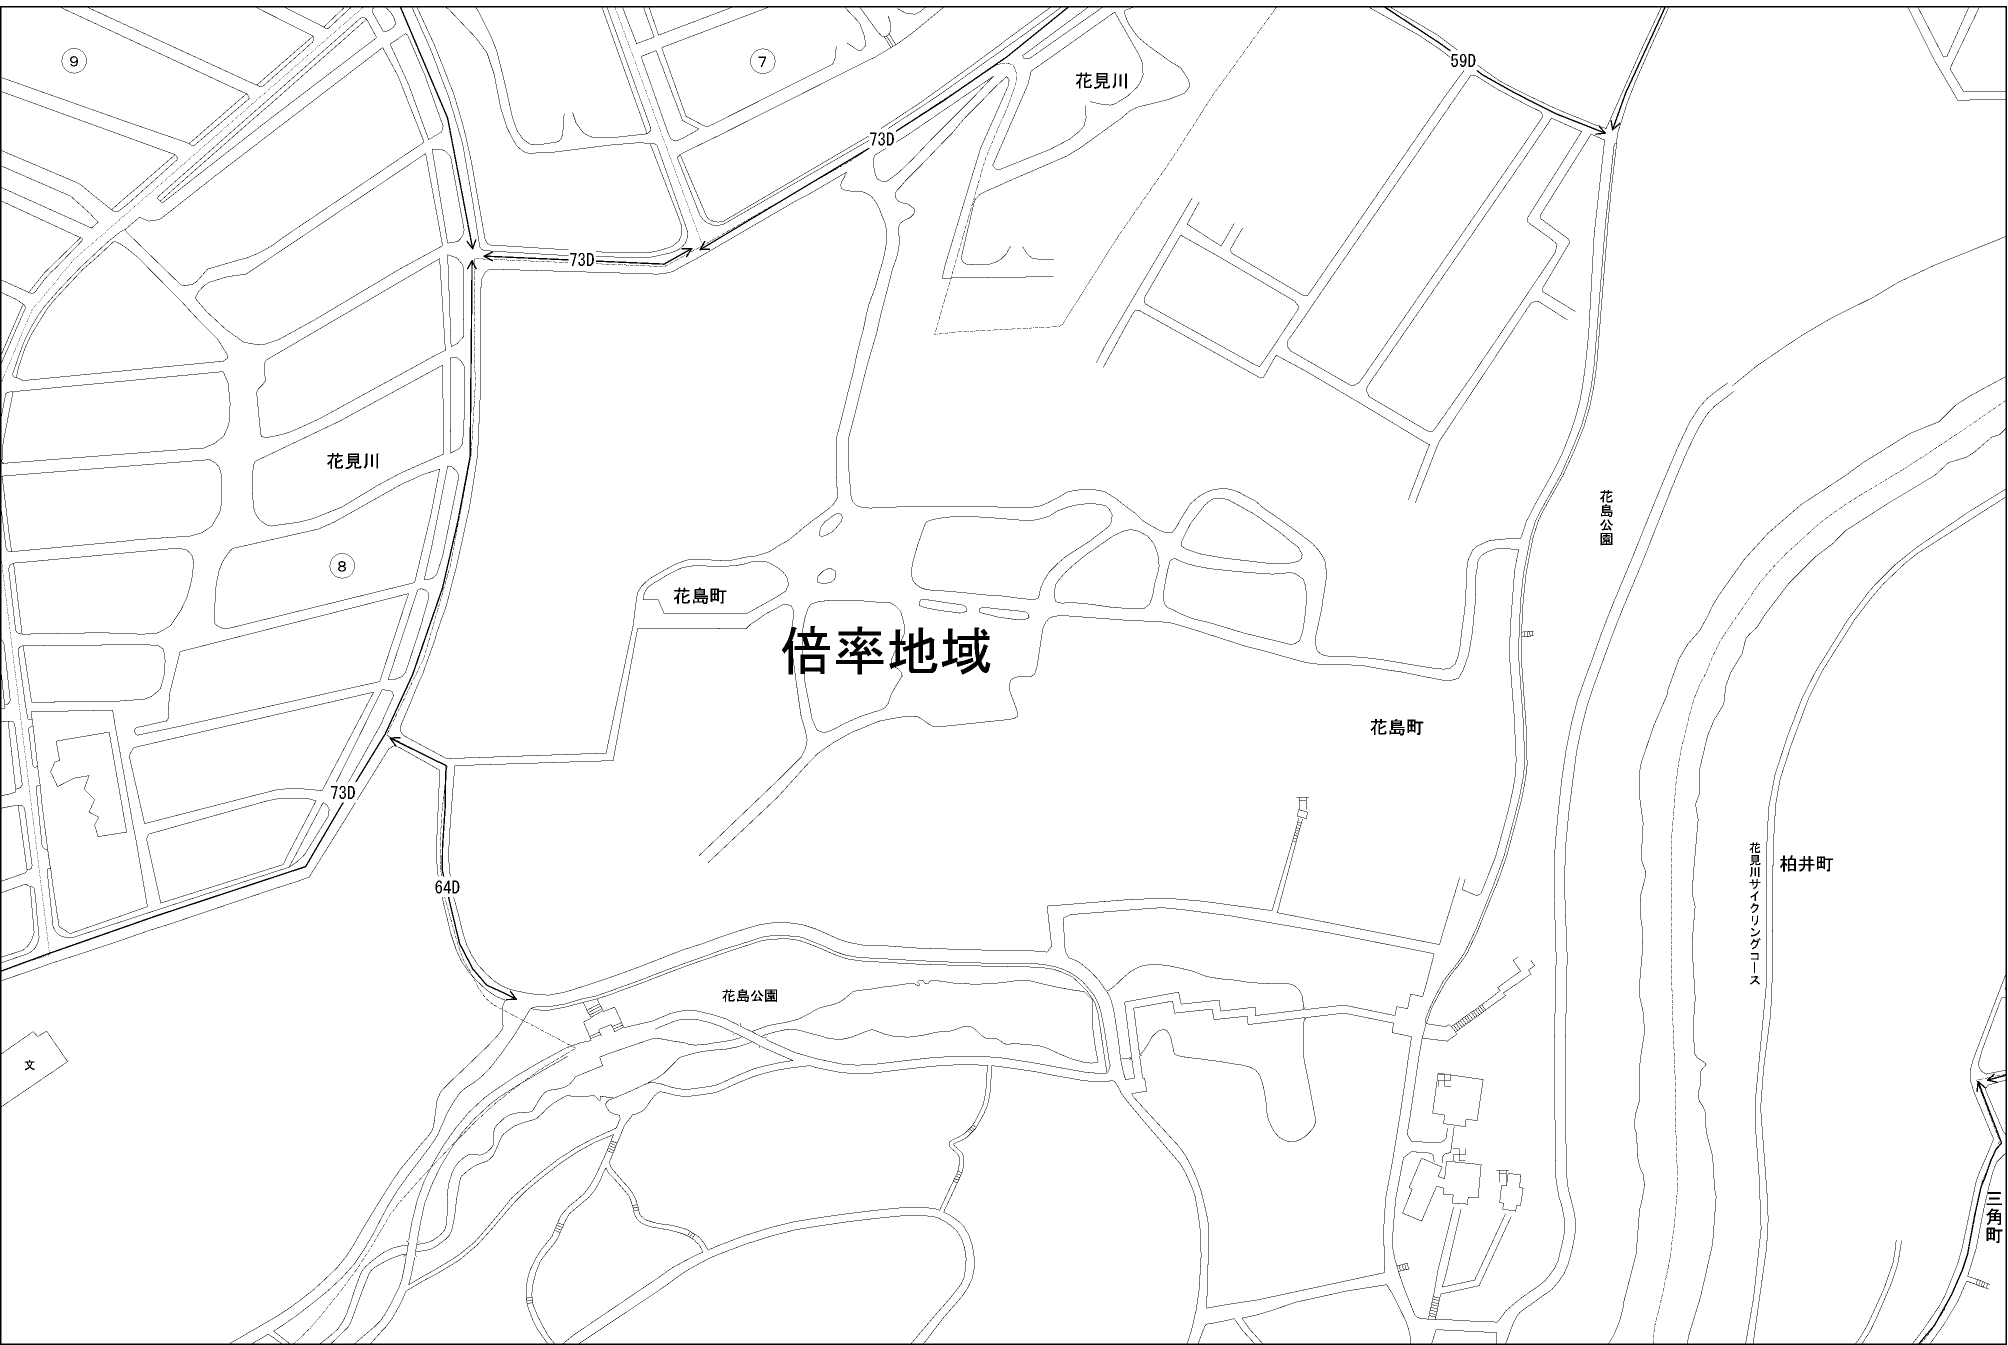 9
7
59D
花見川
73D
73D
花見川
花島公園
8
花島町
倍率地域
花島町
73D
花見川サイクリングコース
柏井町
64D
花島公園
文
三角町